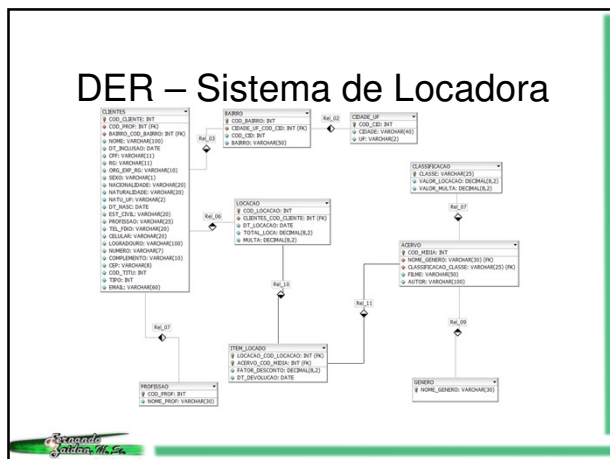 DER – Sistema de Locadora
CLIENTES
COD_CLIENTE: INT
COD_PROF: INT (FK)
BAIRRO_COD_BAIRRO: INT (FK)
NOME: VARCHAR(100)
DT_INCLUSAO: DATE
CPF: VARCHAR(11)
RG: VARCHAR(11)
ORG_EXP_RG: VARCHAR(10)
SEXO: VARCHAR(1)
NACIONALIDADE: VARCHAR(20)
NATURALIDADE: VARCHAR(20)
NATU_UF: VARCHAR(2)
DT_NASC: DATE
EST_CIVIL: VARCHAR(20)
PROFISSAO: VARCHAR(25)
TEL_FIXO: VARCHAR(20)
CELULAR: VARCHAR(20)
LOGRADOURO: VARCHAR(100)
NUMERO: VARCHAR(7)
COMPLEMENTO: VARCHAR(10)
CEP: VARCHAR(8)
COD_TITU: INT
TIPO: INT
EMAIL: VARCHAR(60)
Rel_03
BAIRRO
COD_BAIRRO: INT
CIDADE_UF_COD_CID: INT (FK)
COD_CID: INT
BAIRRO: VARCHAR(50)
Rel_02
CIDADE_UF
COD_CID: INT
CIDADE: VARCHAR(40)
UF: VARCHAR(2)
CLASSIFICACAO
CLASSE: VARCHAR(25)
VALOR_LOCACAO: DECIMAL(8,2)
VALOR_MULTA: DECIMAL(8,2)
Rel_07
Rel_06
LOCACAO
COD_LOCACAO: INT
CLIENTES_COD_CLIENTE: INT (FK)
DT_LOCACAO: DATE
TOTAL_LOCA: DECIMAL(8,2)
MULTA: DECIMAL(8,2)
ACERVO
COD_MIDIA: INT
NOME_GENERO: VARCHAR(30) (FK)
CLASSIFICACAO_CLASSE: VARCHAR(25) (FK)
FILME: VARCHAR(50)
AUTOR: VARCHAR(100)
Rel_10
Rel_11
Rel_09
Rel_07
ITEM_LOCADO
LOCACAO_COD_LOCACAO: INT (FK)
ACERVO_COD_MIDIA: INT (FK)
FATOR_DESCONTO: DECIMAL(8,2)
DT_DEVOLUCAO: DATE
PROFISSAO
COD_PROF: INT
NOME_PROF: VARCHAR(30)
GENERO
NOME_GENERO: VARCHAR(30)
Fernando
Zaidan, M.Sc.